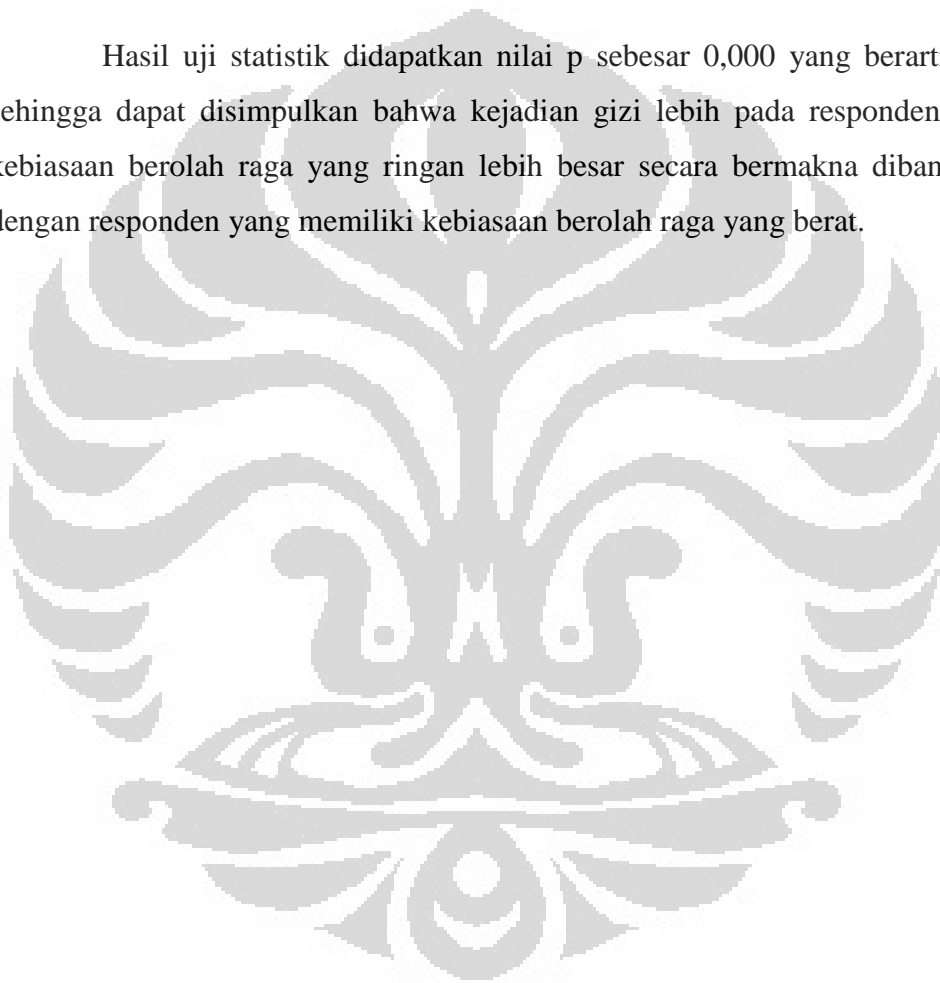 Hasil uji statistik didapatkan nilai p sebesar 0,000 yang berarti
ehingga dapat disimpulkan bahwa kejadian gizi lebih pada responden
kebiasaan berolah raga yang ringan lebih besar secara bermakna diban
dengan responden yang memiliki kebiasaan berolah raga yang berat.